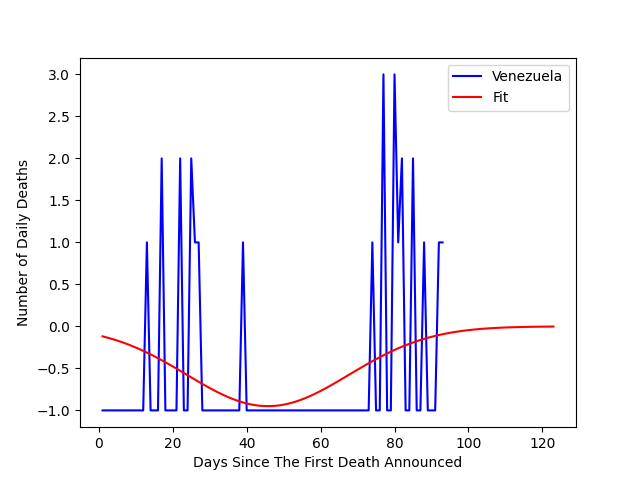 Venezuela
Fit
3.0
2.5
2.0
1.5
1.0
0.5
0.0
−0.5
−1.0
Number of Daily Deaths
0 20 40 60 80 100 120
Days Since The First Death Announced